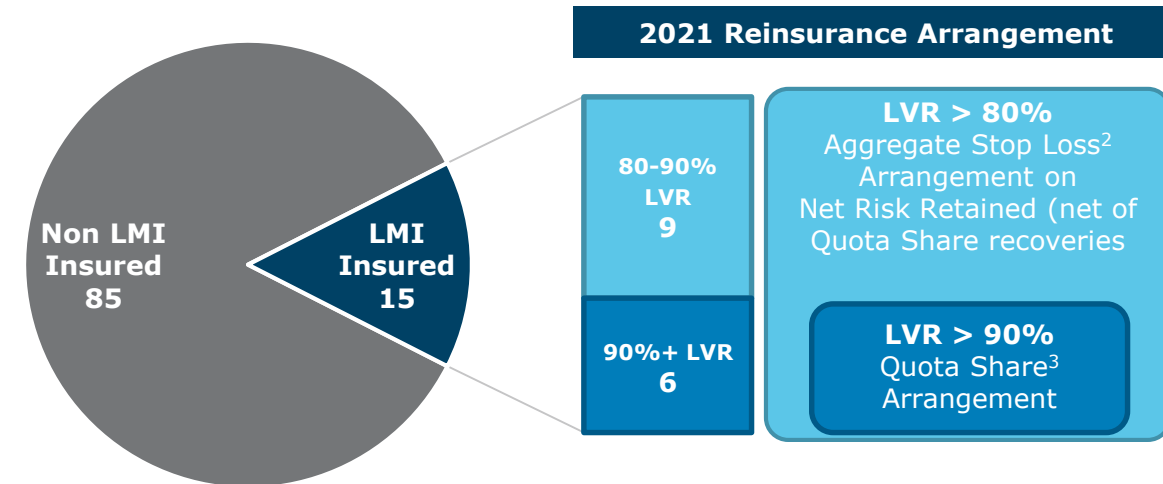 2021 Reinsurance Arrangement
Non LMI
Insured
85
LMI
Insured
15
80-90%
LVR
9
90%+ LVR
6
LVR > 80%
Aggregate Stop Loss²
Arrangement on
Net Risk Retained (net of
Quota Share recoveries
LVR > 90%
Quota Share³
Arrangement